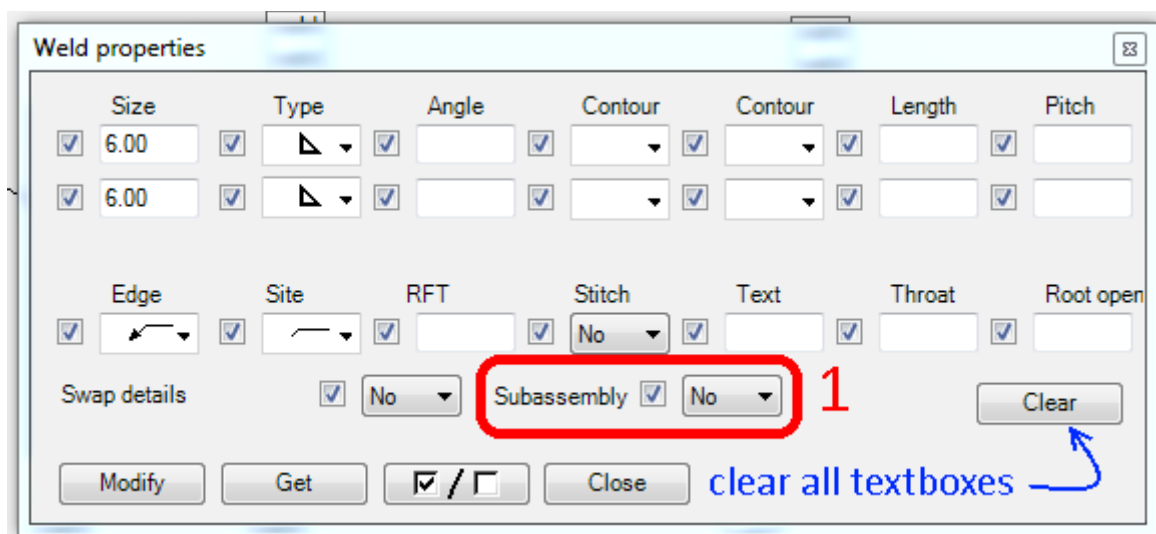 Weld properties
Size Type Angle Contour Contour Length Pitch
6.00
6.00
Edge Site RFT Stitch Text Throat Root open
No
Swap details No Subassembly No 1 Clear
Modify Get / Close clear all textboxes